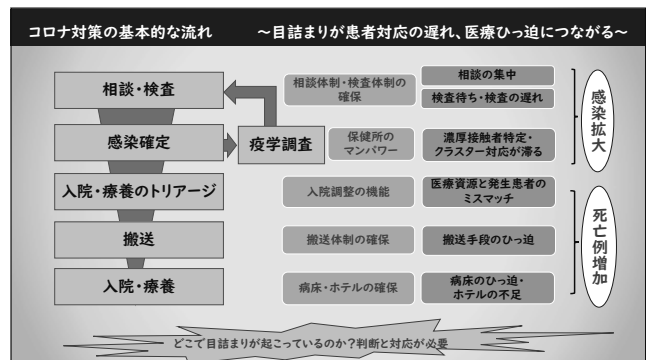 コロナ対策の基本的な流れ ～目詰まりが患者対応の遅れ、医療ひっ迫につながる～
相談・検査
感染確定
疫学調査
入院・療養のトリアージ
搬送
入院・療養
相談体制・検査体制の
確保
保健所の
マンパワー
入院調整の機能
搬送体制の確保
病床・ホテルの確保
相談の集中
検査待ち・検査の遅れ
濃厚接触者特定・
クラスター対応が滞る
医療資源と発生患者の
ミスマッチ
搬送手段のひっ迫
病床のひっ迫・
ホテルの不足
感染拡大
死亡例増加
どこで目詰まりが起こっているのか？判断と対応が必要